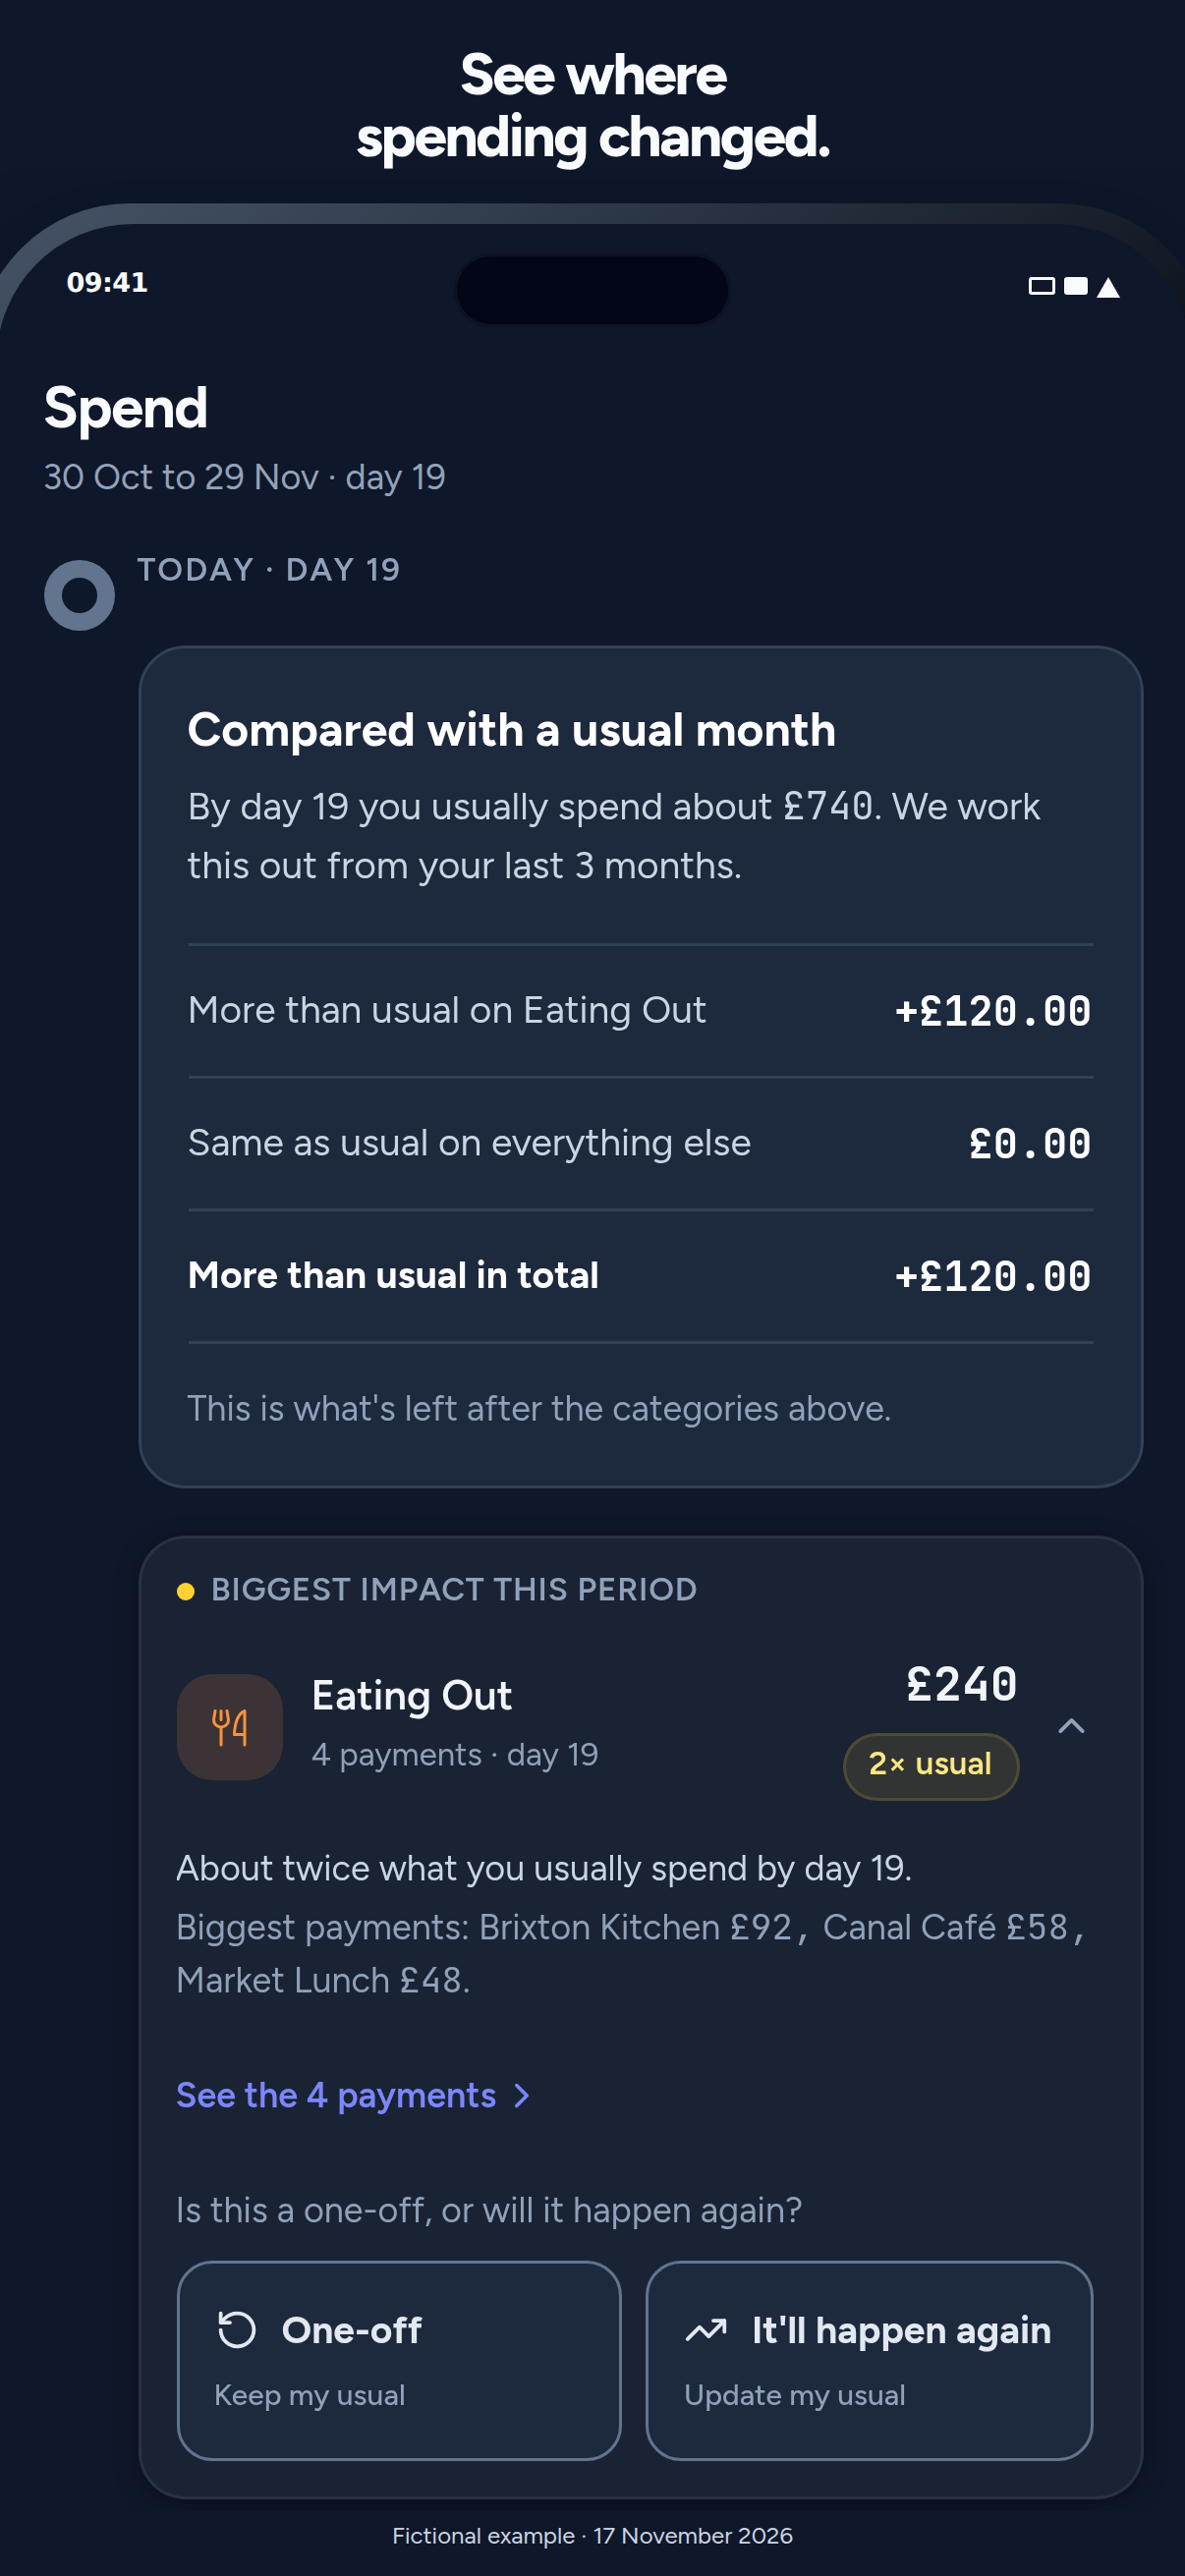 See where
spending changed.
09:41
Spend
30 Oct to 29 Nov · day 19
TODAY · DAY 19
Compared with a usual month
By day 19 you usually spend about £740. We work
this out from your last 3 months.
More than usual on Eating Out +£120.00
Same as usual on everything else £0.00
More than usual in total +£120.00
This is what's left after the categories above.
BIGGEST IMPACT THIS PERIOD
Eating Out £240
4 payments · day 19 2× usual
About twice what you usually spend by day 19.
Biggest payments: Brixton Kitchen £92, Canal Café £58,
Market Lunch £48.
See the 4 payments
Is this a one-off, or will it happen again?
One-off It'll happen again
Keep my usual Update my usual
Fictional example · 17 November 2026